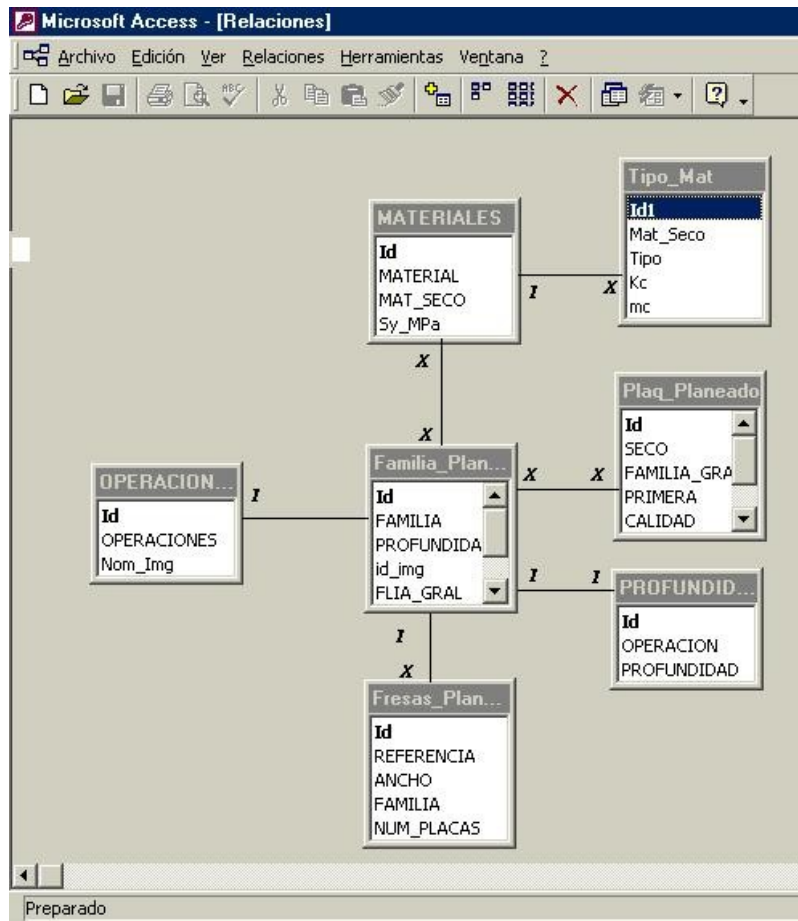 Microsoft Access - [Relaciones]
Archivo Edición Ver Relaciones Herramientas Ventana ?
Tipo_Mat
Id1
Mat_Seco
Tipo
Kc
mc
MATERIALES
Id
MATERIAL
MAT_SECO
Sy_MPa
1
X
X
X
Plaq_Planeado
Id
SECO
FAMILIA_GRA
PRIMERA
CALIDAD
Familia_Plan...
Id
FAMILIA
PROFUNDIDA
id_img
FLIA_GRAL
X
X
OPERACION...
Id
OPERACIONES
Nom_Img
1
1
1
PROFUNDID...
Id
OPERACION
PROFUNDIDAD
1
X
Fresas_Plan...
Id
REFERENCIA
ANCHO
FAMILIA
NUM_PLACAS
Preparado